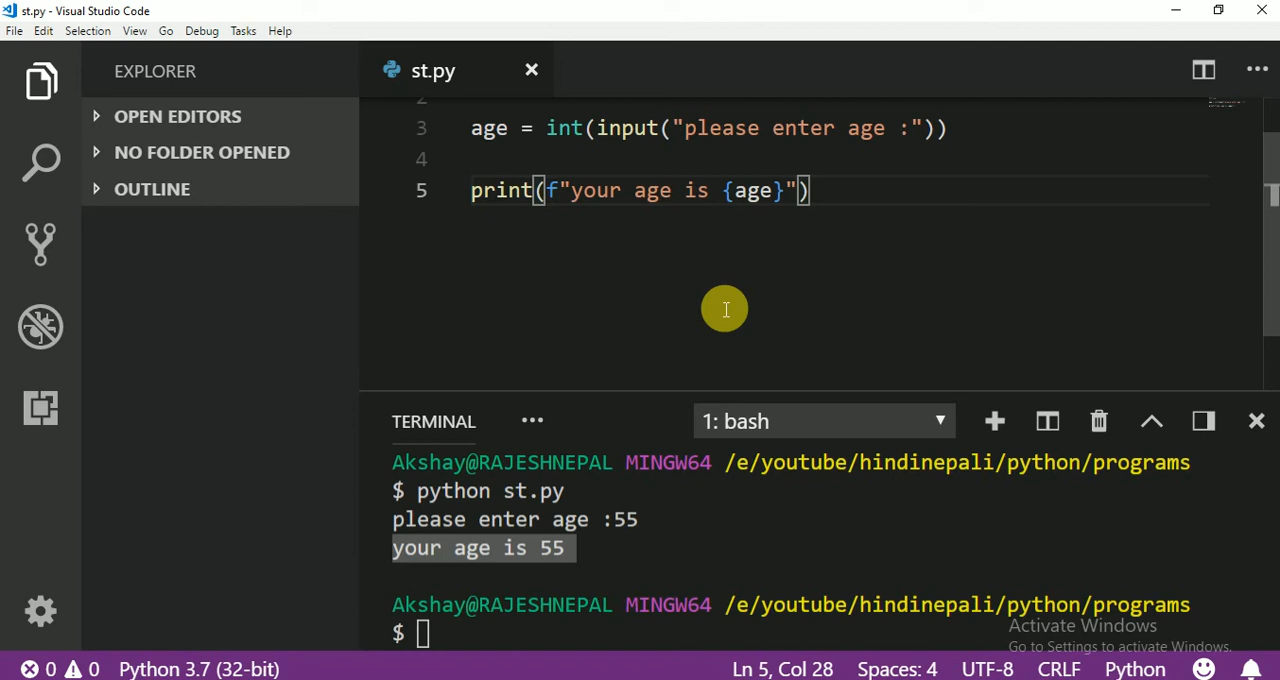 st.py - Visual Studio Code
File Edit Selection View Go Debug Tasks Help
EXPLORER
OPEN EDITORS
NO FOLDER OPENED
OUTLINE
st.py
3 age = int(input("please enter age :"))
4
5 print(f"your age is {age}")
TERMINAL ••• 1: bash
Akshay@RAJESHNEPAL MINGW64 /e/youtube/hindinepali/python/programs
$ python st.py
please enter age :55
your age is 55
Akshay@RAJESHNEPAL MINGW64 /e/youtube/hindinepali/python/programs
$
Activate Windows
Go to Settings to activate Windows.
0 0 Python 3.7 (32-bit) Ln 5, Col 28 Spaces: 4 UTF-8 CRLF Python